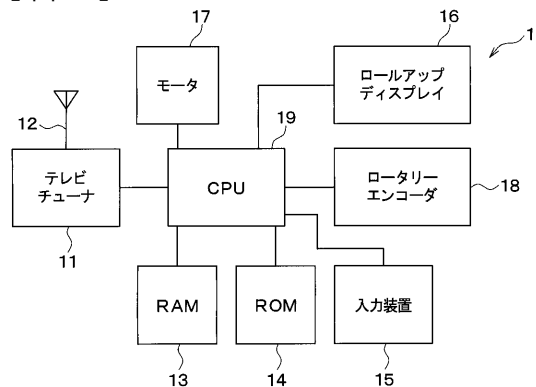 17
モータ
16
ロールアップ
ディスプレイ
1
12
テレビ
チューナ
11
19
CPU
ロータリー
エンコーダ
18
RAM
13
ROM
14
入力装置
15